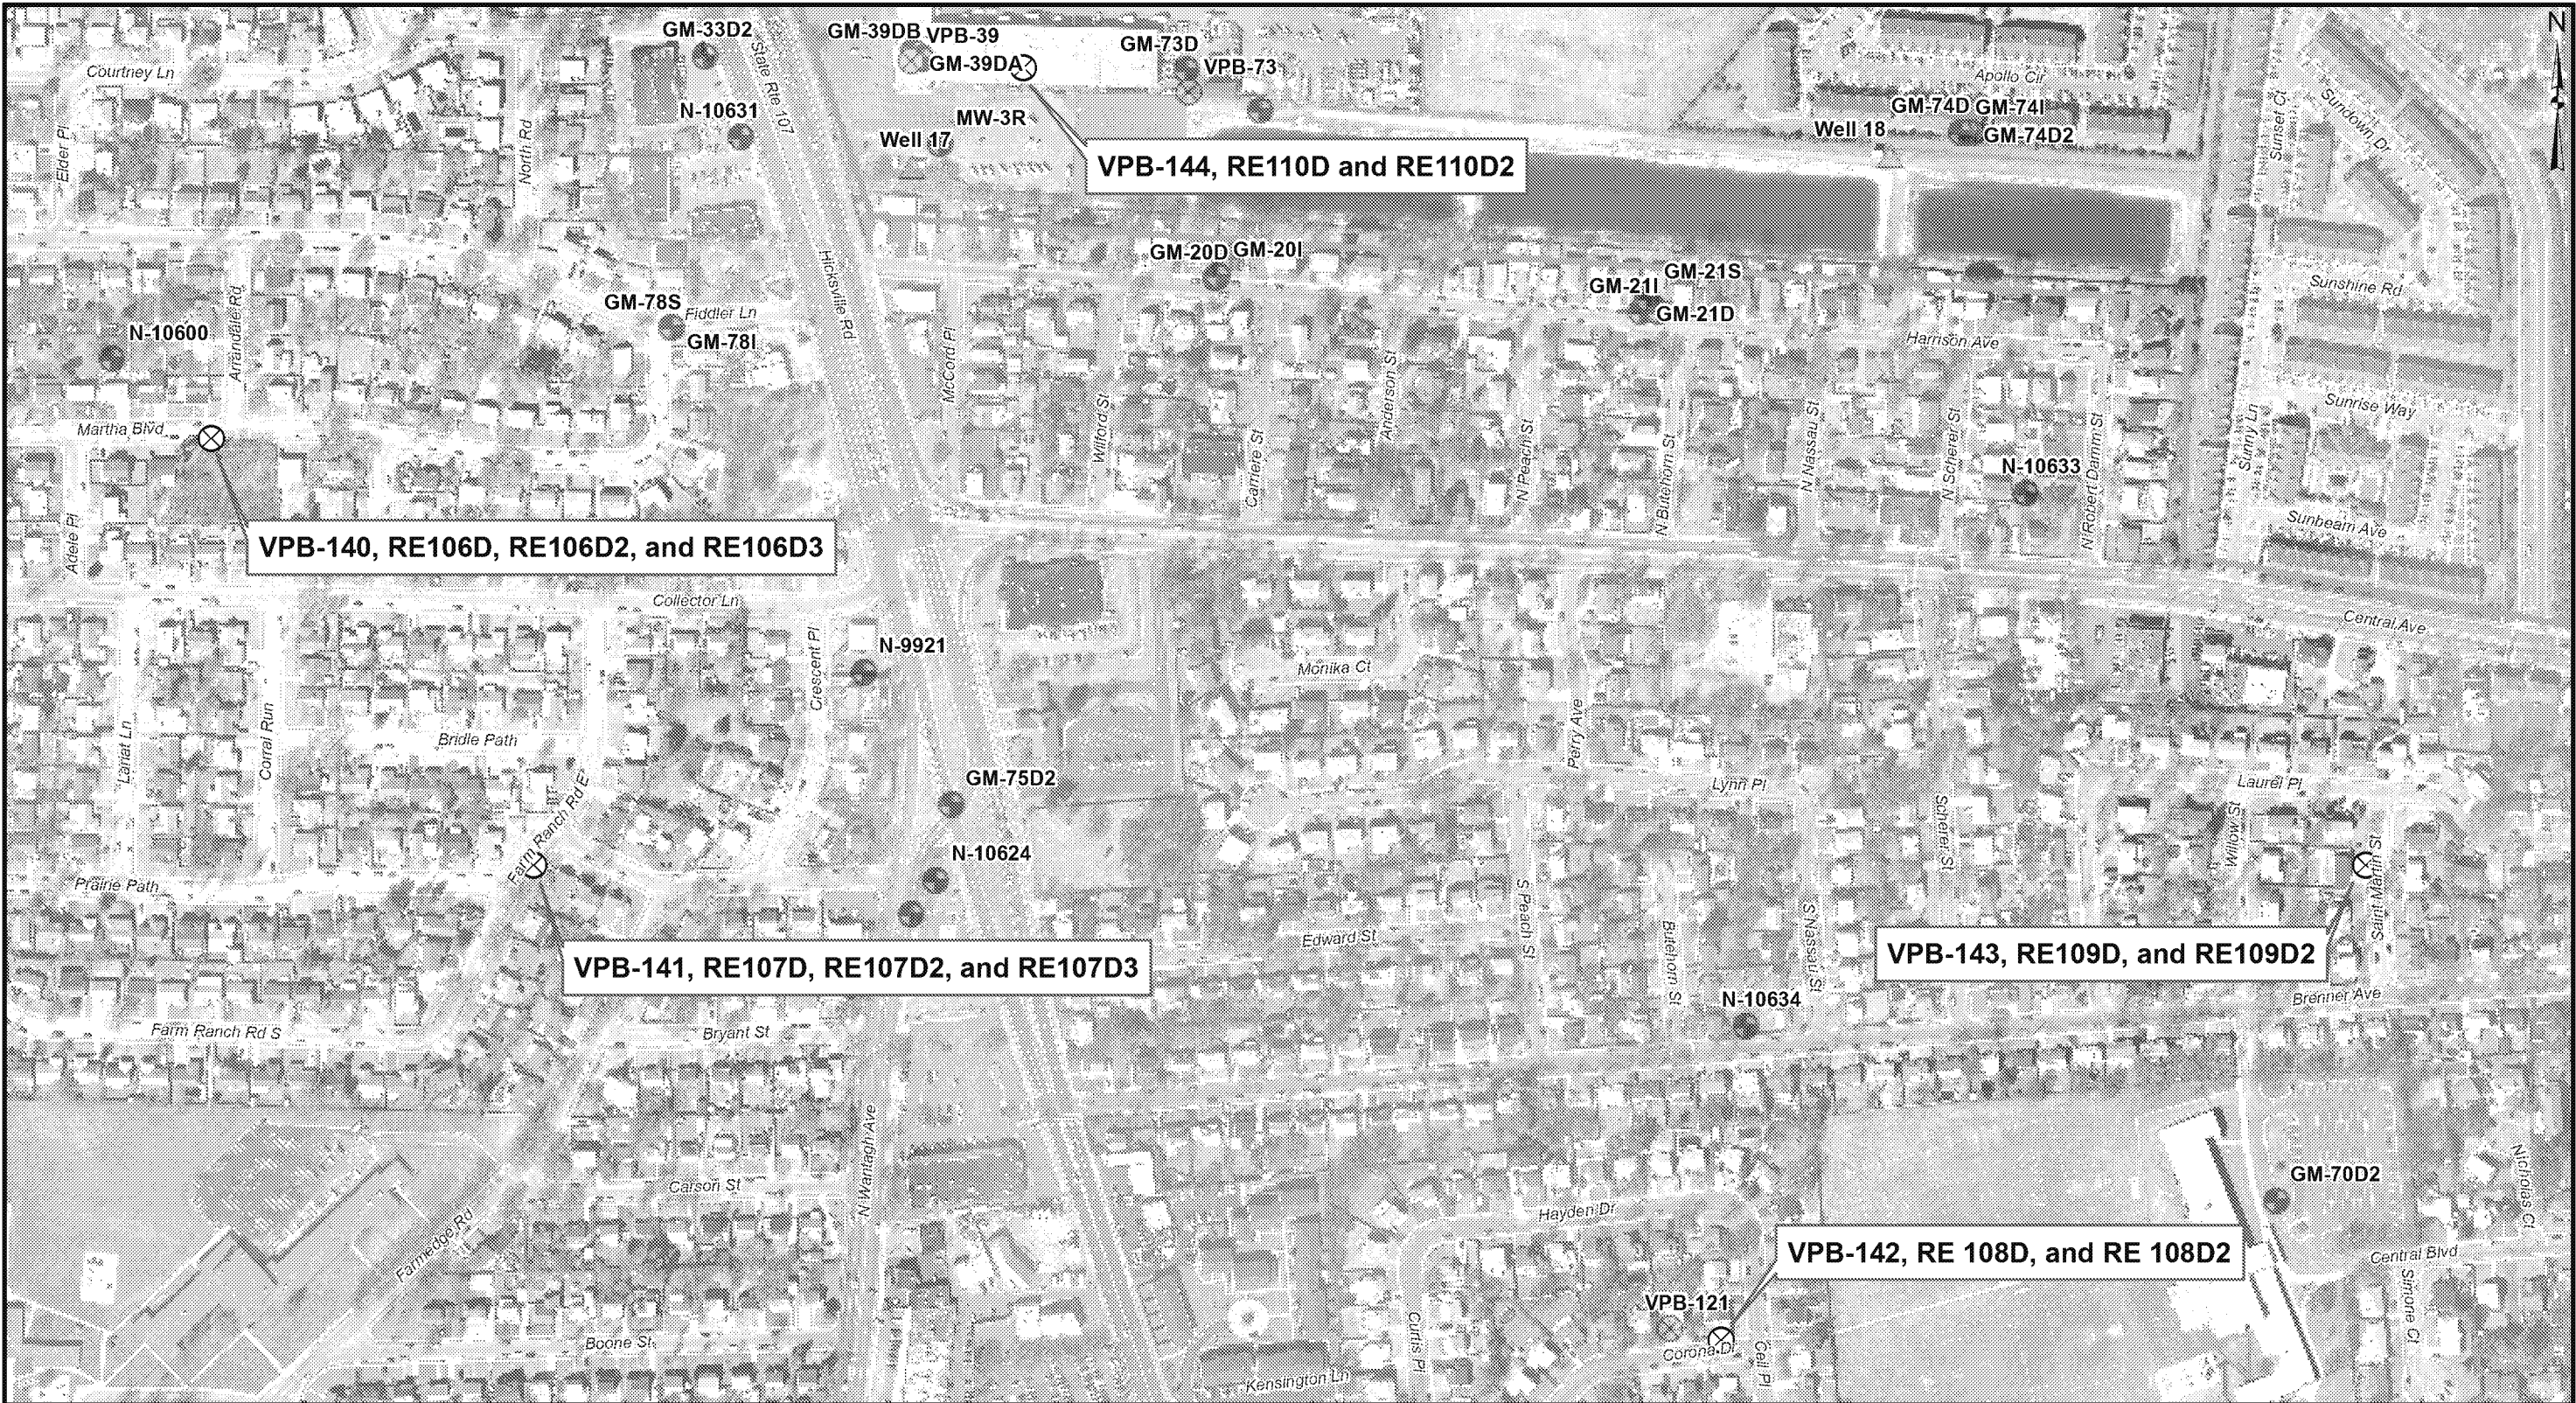 N
GM-33D2
GM-39DB
VPB-39
GM-39DA
GM-73D
VPB-73
Courtney Ln
State Rte 107
Apollo Cir
GM-74D
GM-74I
GM-74D2
Well 18
Sunset Ct
Sundown Dr
N-10631
MW-3R
Well 17
Elder Pl
North Rd
VPB-144, RE110D and RE110D2
GM-20D
GM-20I
GM-21S
GM-21I
GM-21D
Hicksville Rd
GM-78S
Fiddler Ln
GM-78I
Sunshine Rd
N-10600
Arrandale Rd
McCord Pl
Harrison Ave
Martha Blvd
Wilford St
Carriere St
Anderson St
N Peach St
N Butehorn St
N Nassau St
N Scherer St
N-10633
N Robert Damm St
Sunny Ln
Sunrise Way
Sunbeam Ave
Adele Pl
VPB-140, RE106D, RE106D2, and RE106D3
Collector Ln
Central Ave
Crescent Pl
N-9921
Monika Ct
Lariat Ln
Corral Run
Bridle Path
Perry Ave
GM-75D2
Lynn Pl
Laurel Pl
Farm Ranch Rd E
N-10624
Scherer St
Willow St
Saint Martin St
Prairie Path
S Peach St
Butehorn St
S Nassau St
Edward St
VPB-143, RE109D, and RE109D2
VPB-141, RE107D, RE107D2, and RE107D3
N-10634
Brenner Ave
Farm Ranch Rd S
Bryant St
N Wantagh Ave
Carson St
Nicholas Ct
GM-70D2
Farmedge Rd
Hayden Dr
VPB-142, RE 108D, and RE 108D2
Central Blvd
Simone Ct
VPB-121
Boone St
Curtis Pl
Corona Dr
Ceil Pl
Kensington Ln